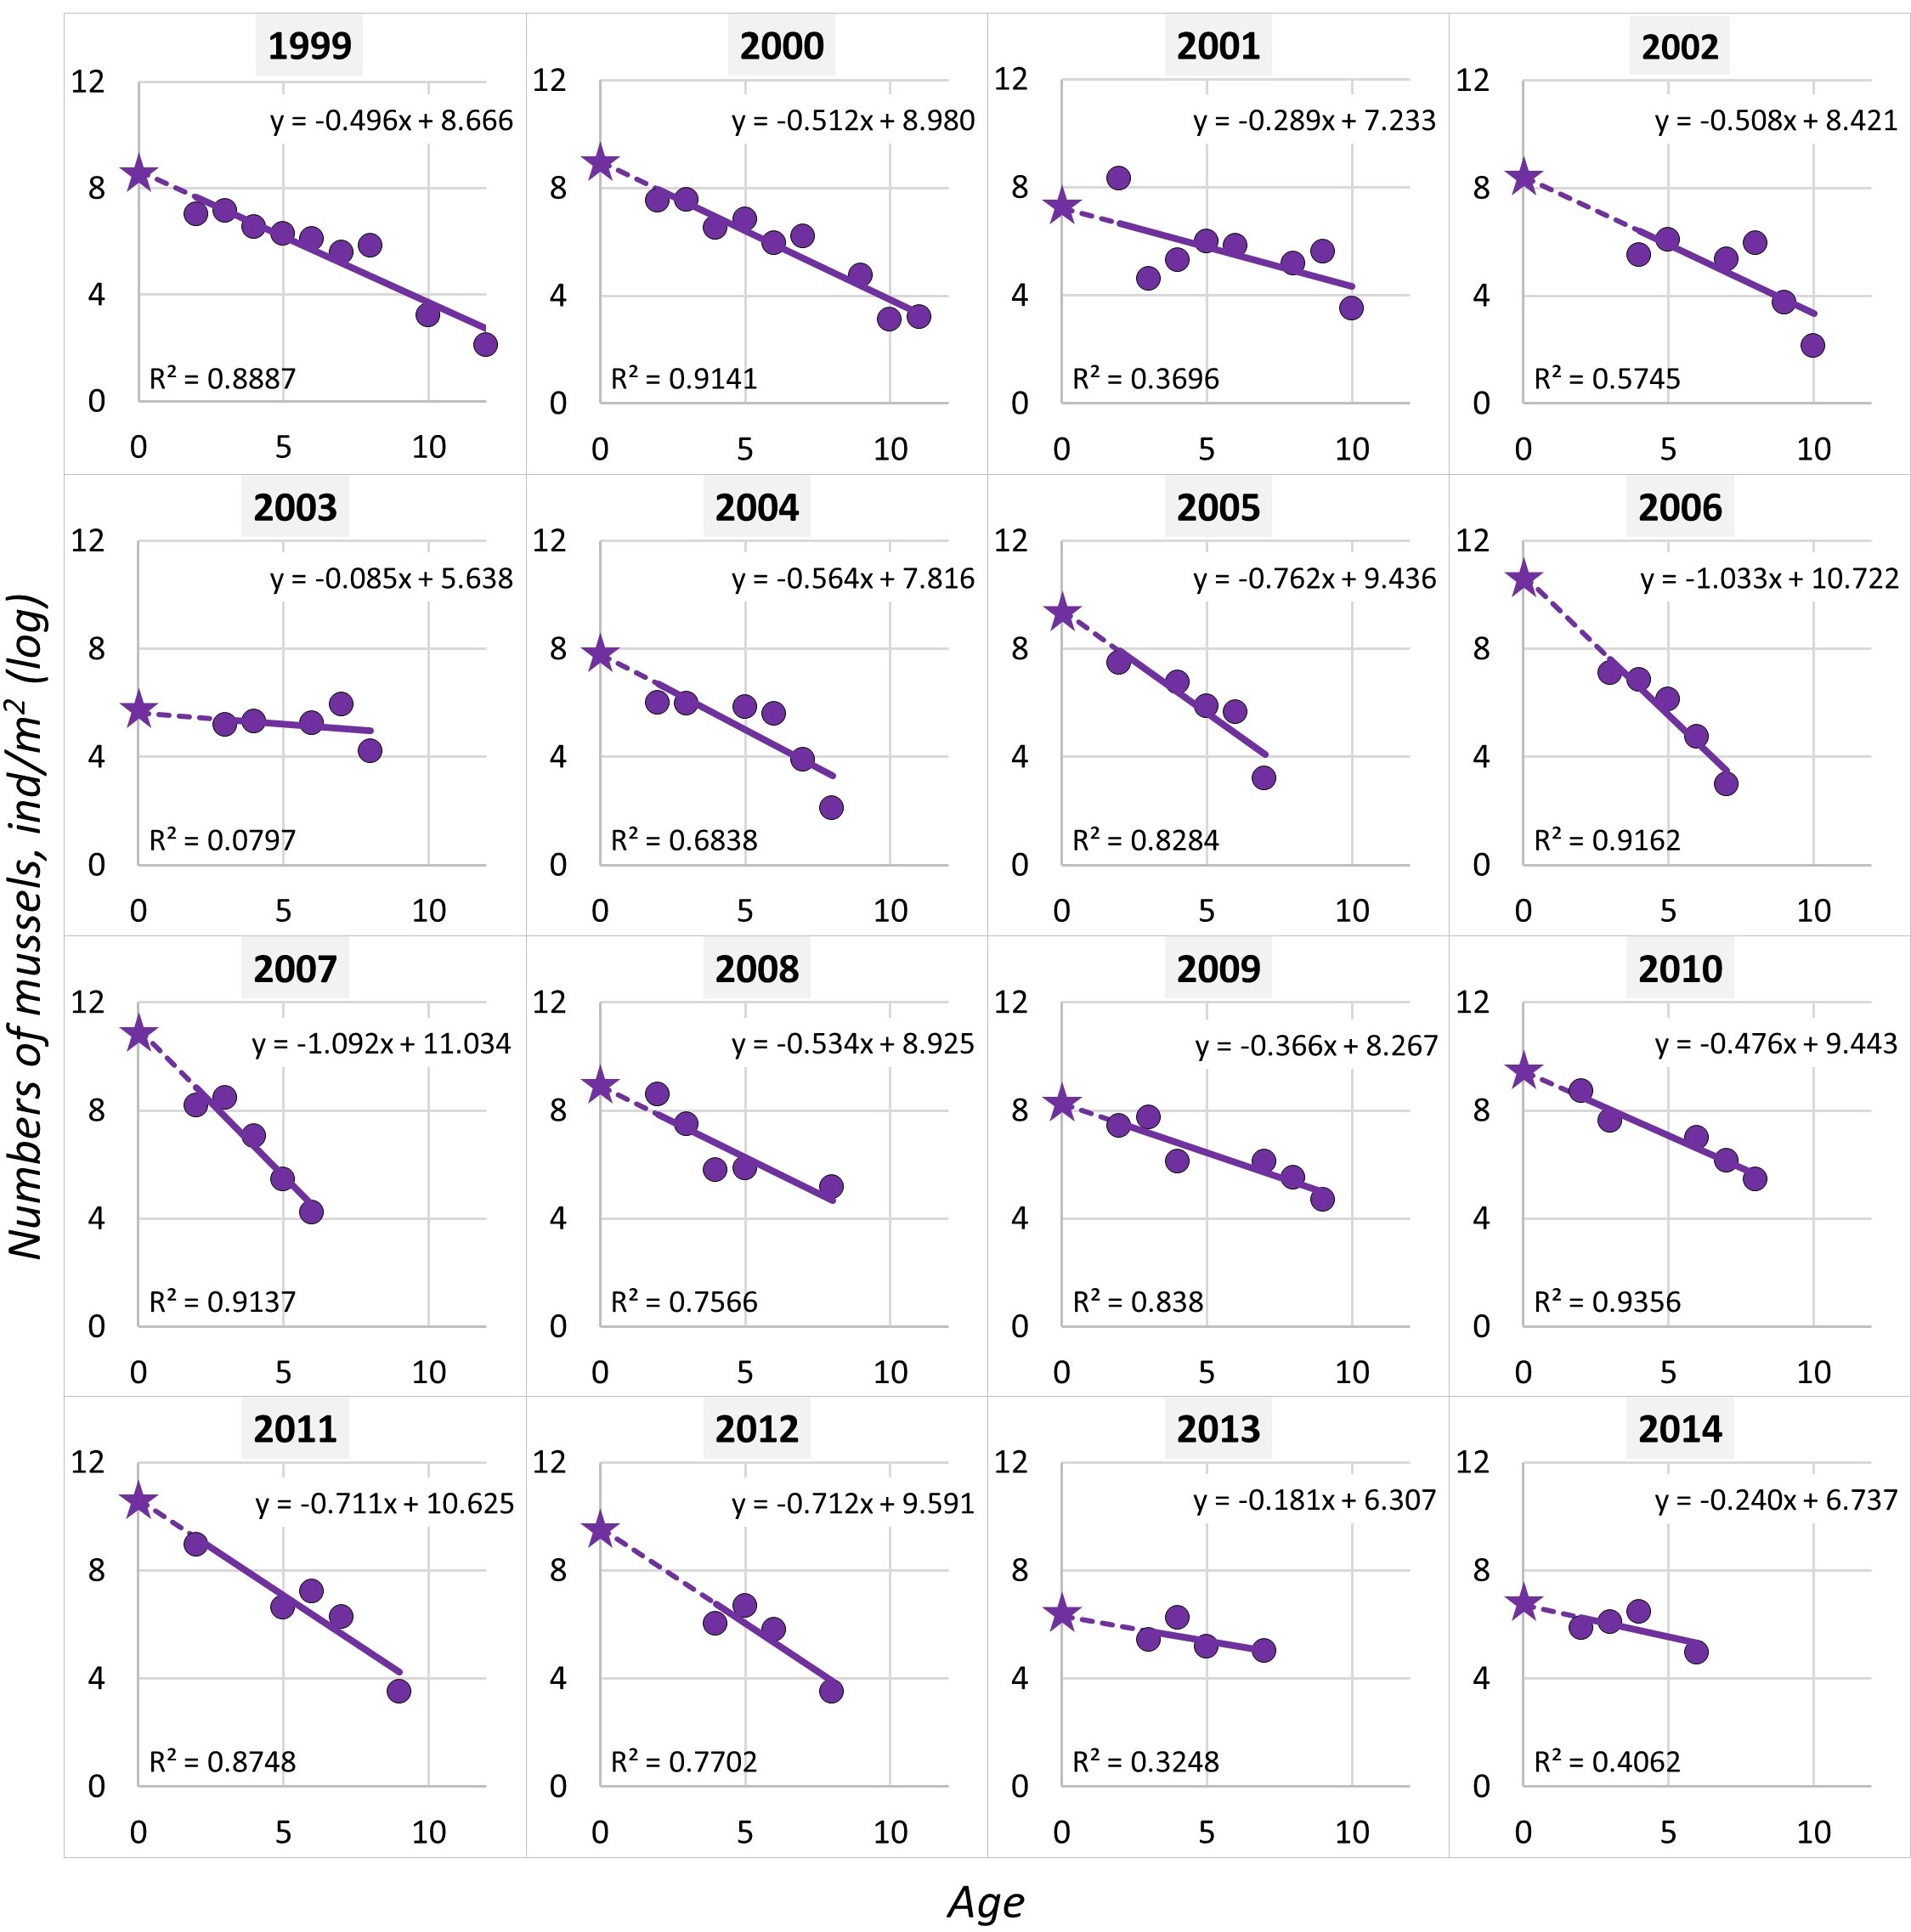 Numbers of mussels, ind/m² (log)
1999
12
y = -0.496x + 8.666
8
4
R² = 0.8887
0
0 5 10
2000
12
y = -0.512x + 8.980
8
4
R² = 0.9141
0
0 5 10
2001
12
y = -0.289x + 7.233
8
4
R² = 0.3696
0
0 5 10
2002
12
y = -0.508x + 8.421
8
4
R² = 0.5745
0
0 5 10
2003
12
y = -0.085x + 5.638
8
4
R² = 0.0797
0
0 5 10
2004
12
y = -0.564x + 7.816
8
4
R² = 0.6838
0
0 5 10
2005
12
y = -0.762x + 9.436
8
4
R² = 0.8284
0
0 5 10
2006
12
y = -1.033x + 10.722
8
4
R² = 0.9162
0
0 5 10
2007
12
y = -1.092x + 11.034
8
4
R² = 0.9137
0
0 5 10
2008
12
y = -0.534x + 8.925
8
4
R² = 0.7566
0
0 5 10
2009
12
y = -0.366x + 8.267
8
4
R² = 0.838
0
0 5 10
2010
12
y = -0.476x + 9.443
8
4
R² = 0.9356
0
0 5 10
2011
12
y = -0.711x + 10.625
8
4
R² = 0.8748
0
0 5 10
2012
12
y = -0.712x + 9.591
8
4
R² = 0.7702
0
0 5 10
2013
12
y = -0.181x + 6.307
8
4
R² = 0.3248
0
0 5 10
2014
12
y = -0.240x + 6.737
8
4
R² = 0.4062
0
0 5 10
Age